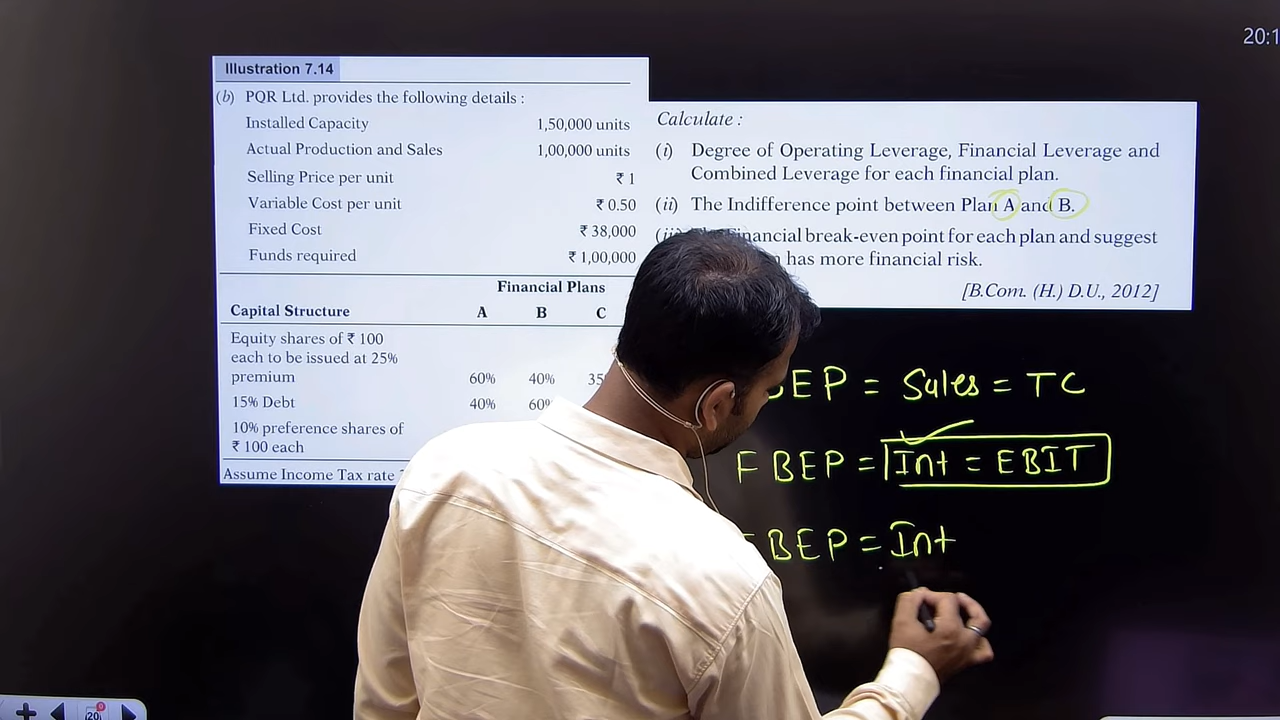 20:1
Illustration 7.14
(b) PQR Ltd. provides the following details :
Installed Capacity 1,50,000 units
Actual Production and Sales 1,00,000 units
Selling Price per unit ₹ 1
Variable Cost per unit ₹ 0.50
Fixed Cost ₹ 38,000
Funds required ₹ 1,00,000
Financial Plans
Capital Structure A B C
Equity shares of ₹ 100
each to be issued at 25%
premium 60% 40% 35
15% Debt 40% 60%
10% preference shares of
₹ 100 each
Assume Income Tax rate
Calculate :
(i) Degree of Operating Leverage, Financial Leverage and
Combined Leverage for each financial plan.
(ii) The Indifference point between Plan A and B.
financial break-even point for each plan and suggest
has more financial risk.
[B.Com. (H.) D.U., 2012]
BEP = Sales = TC
FBEP = Int = EBIT
BEP = Int
20